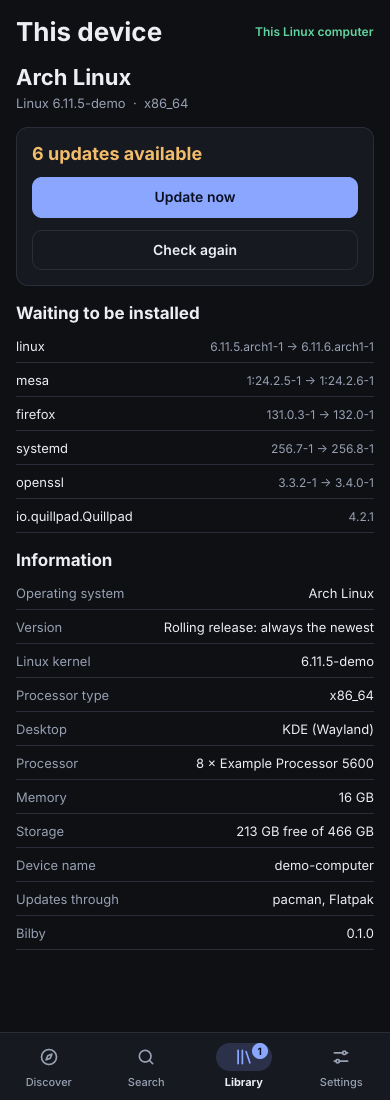 This device
This Linux computer
Arch Linux
Linux 6.11.5-demo · x86_64
6 updates available
Update now
Check again
Waiting to be installed
linux 6.11.5.arch1-1 → 6.11.6.arch1-1
mesa 1:24.2.5-1 → 1:24.2.6-1
firefox 131.0.3-1 → 132.0-1
systemd 256.7-1 → 256.8-1
openssl 3.3.2-1 → 3.4.0-1
io.quillpad.Quillpad 4.2.1
Information
Operating system Arch Linux
Version Rolling release: always the newest
Linux kernel 6.11.5-demo
Processor type x86_64
Desktop KDE (Wayland)
Processor 8 × Example Processor 5600
Memory 16 GB
Storage 213 GB free of 466 GB
Device name demo-computer
Updates through pacman, Flatpak
Bilby 0.1.0
1
Discover Search Library Settings